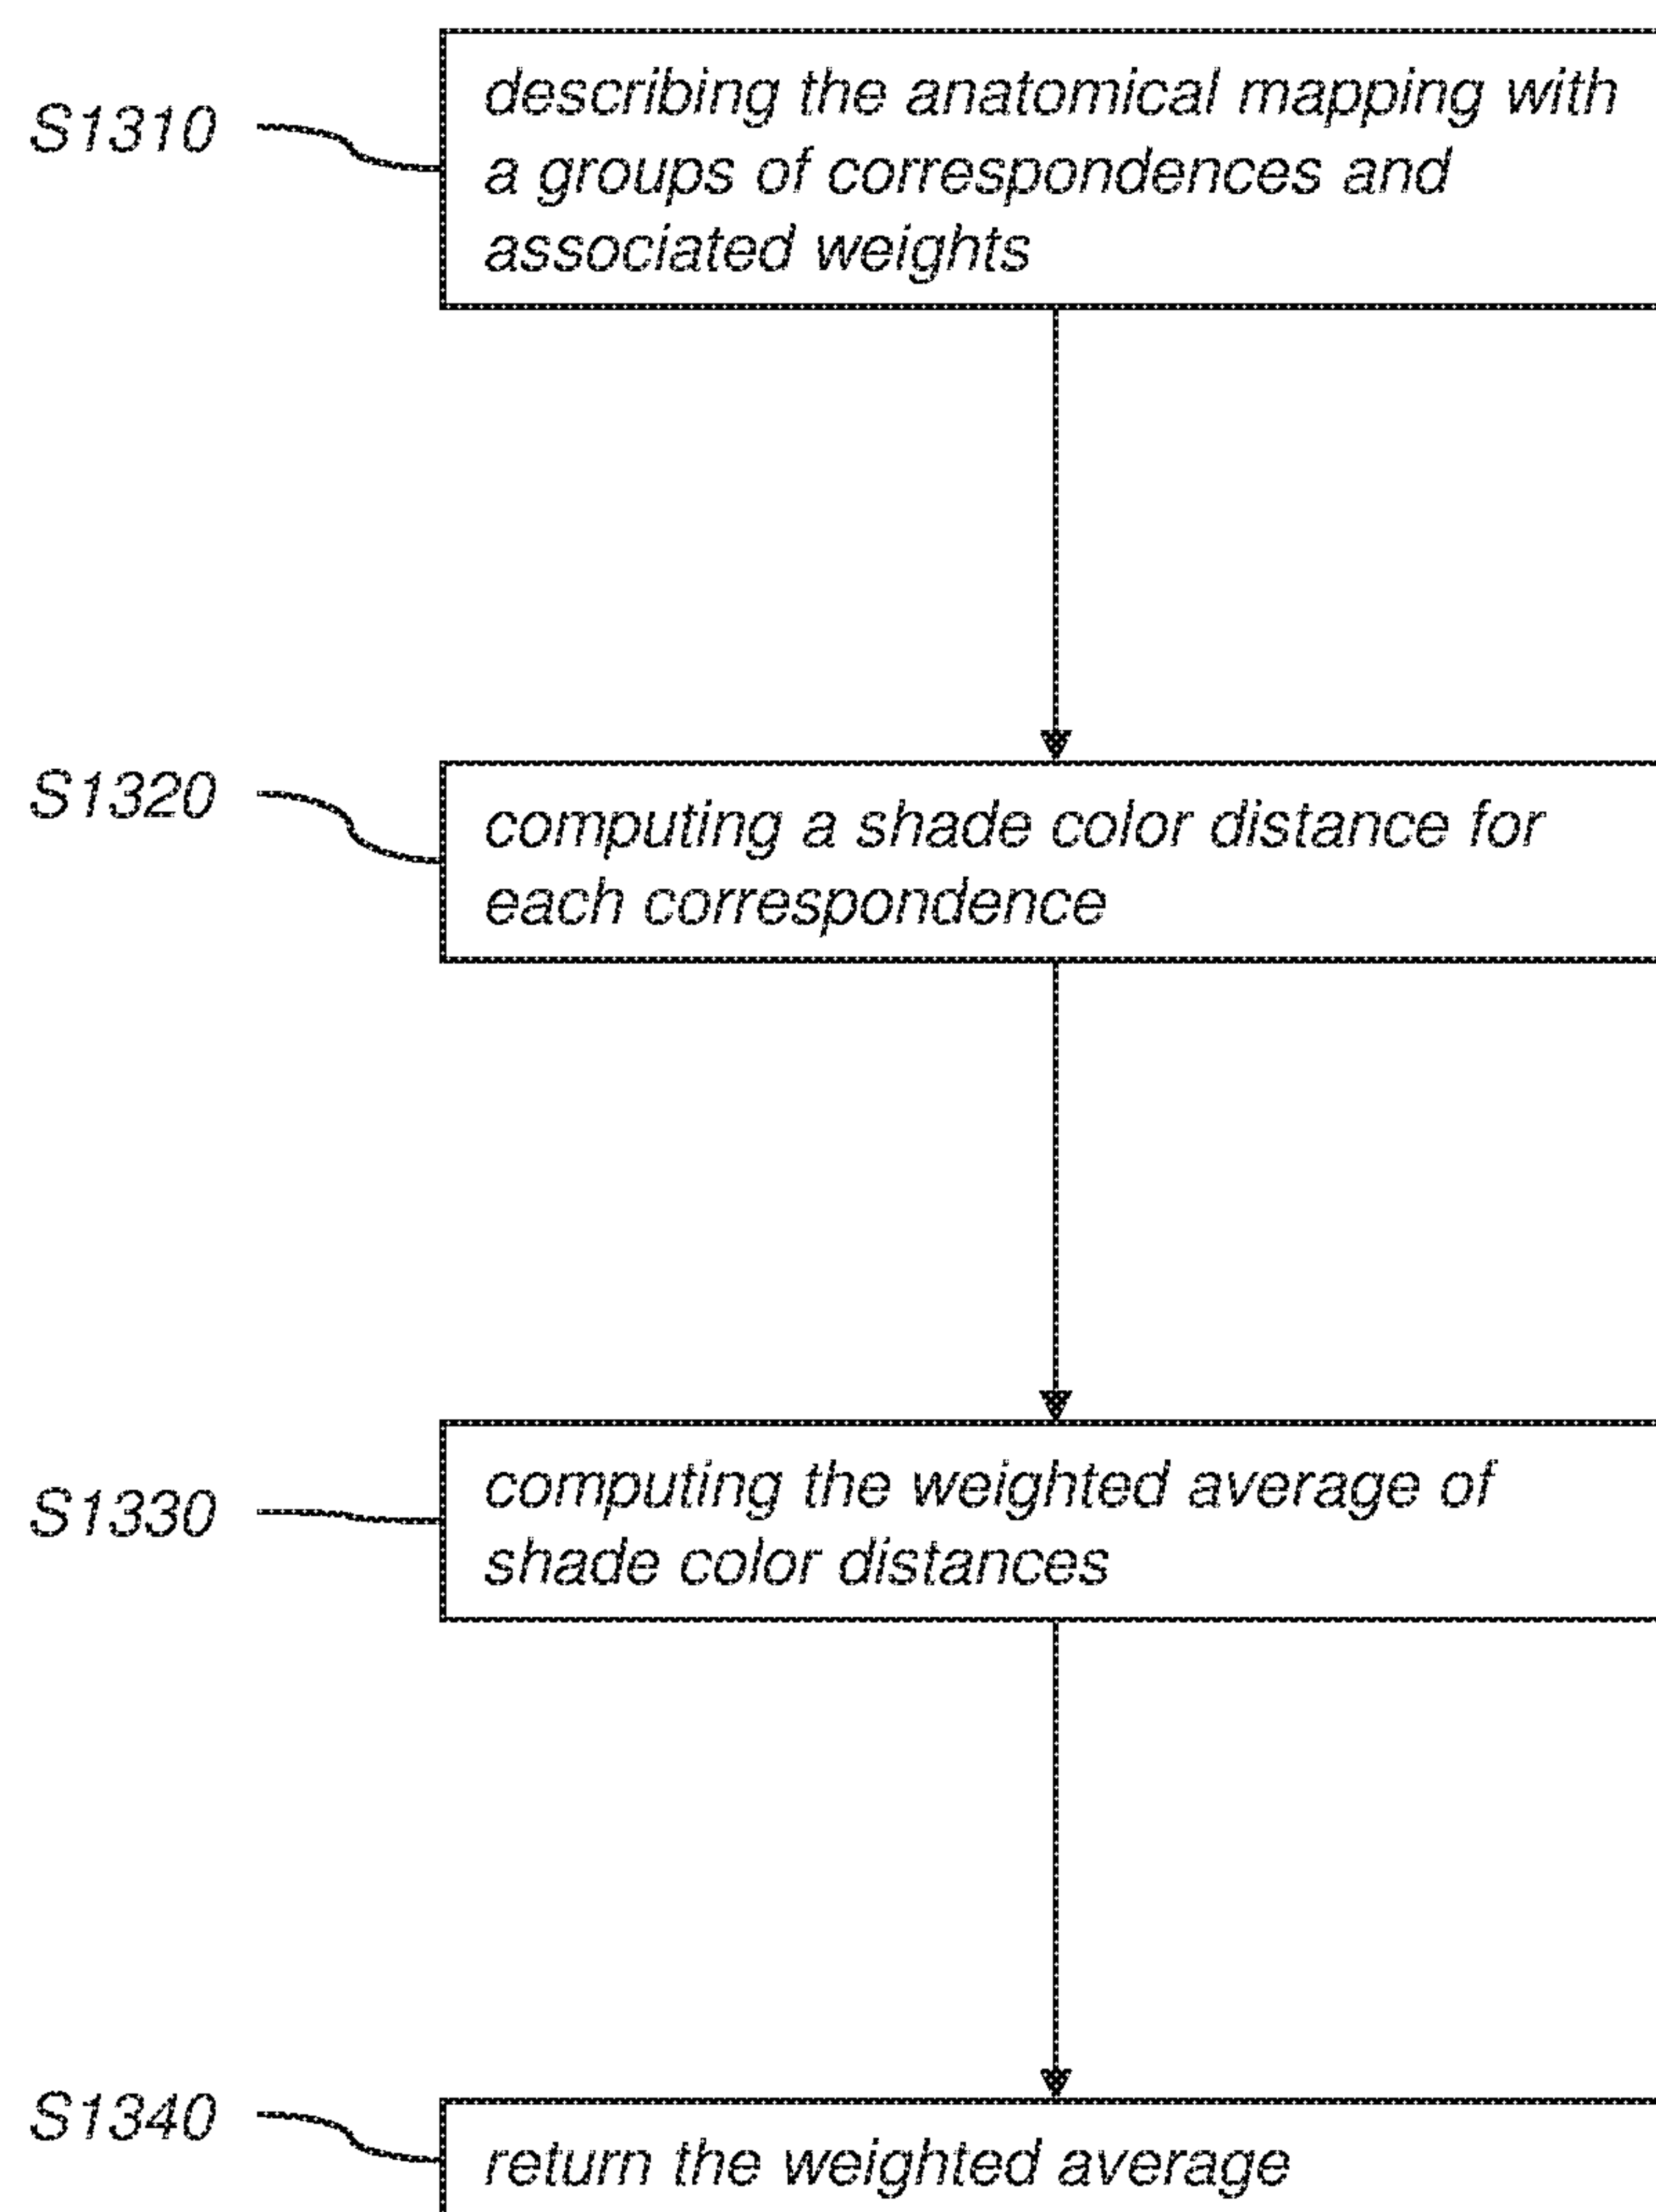 S1310
describing the anatomical mapping with
a groups of correspondences and
associated weights
S1320
computing a shade color distance for
each correspondence
S1330
computing the weighted average of
shade color distances
S1340
return the weighted average